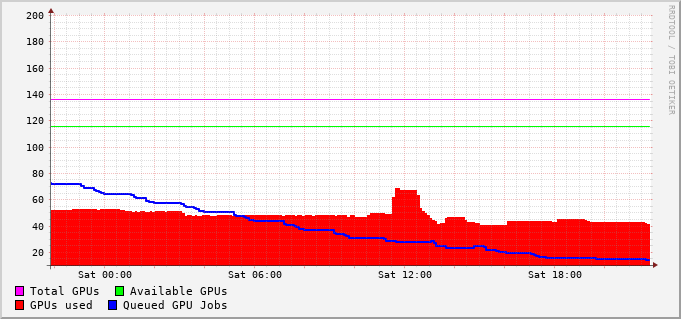 200
180
160
140
120
100
80
60
40
20
Sat 00:00 Sat 06:00 Sat 12:00 Sat 18:00
Total GPUs Available GPUs
GPUs used Queued GPU Jobs
RRDTOOL / TOBI OETIKER